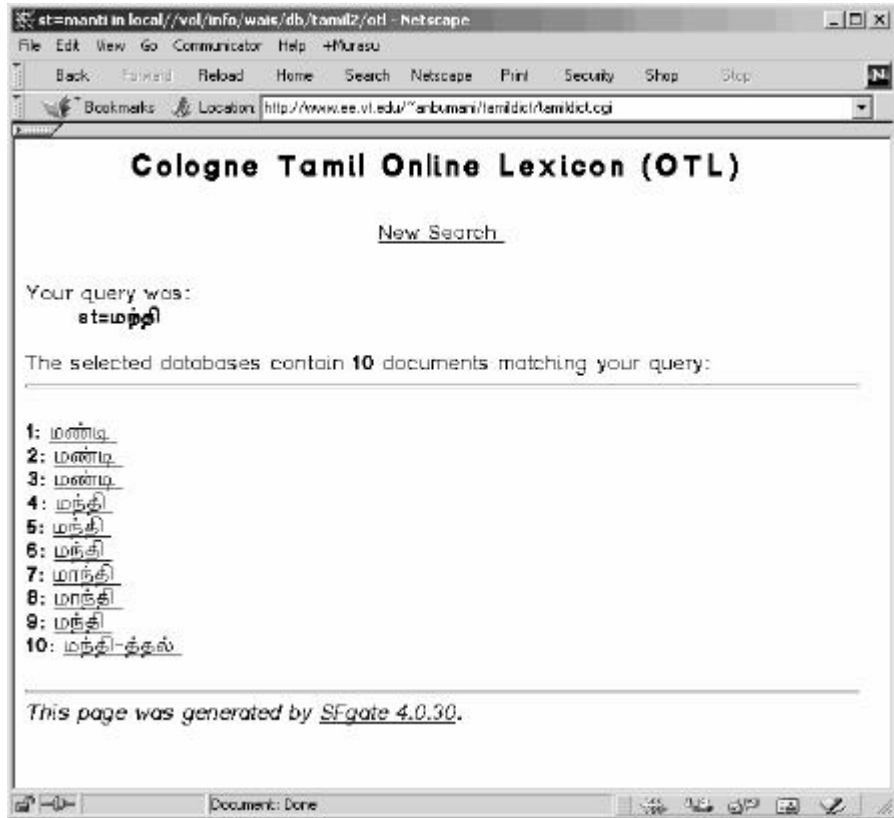 st=manti in local//vol/info/wais/db/tamil2/otl - Netscape
File Edit View Go Communicator Help +Murasu
Back Forward Reload Home Search Netscape Print Security Shop Stop
Bookmarks Location: http://www.ee.vt.edu/~anbumani/tamildict/tamildict.cgi
Cologne Tamil Online Lexicon (OTL)
New Search
Your query was:
st=மந்தி
The selected databases contain 10 documents matching your query:
1: மண்டி
2: மண்டி
3: மண்டி
4: மந்தி
5: மந்தி
6: மந்தி
7: மாந்தி
8: மாந்தி
9: மந்தி
10: மந்தி-த்தல்
This page was generated by SFgate 4.0.30.
Document: Done